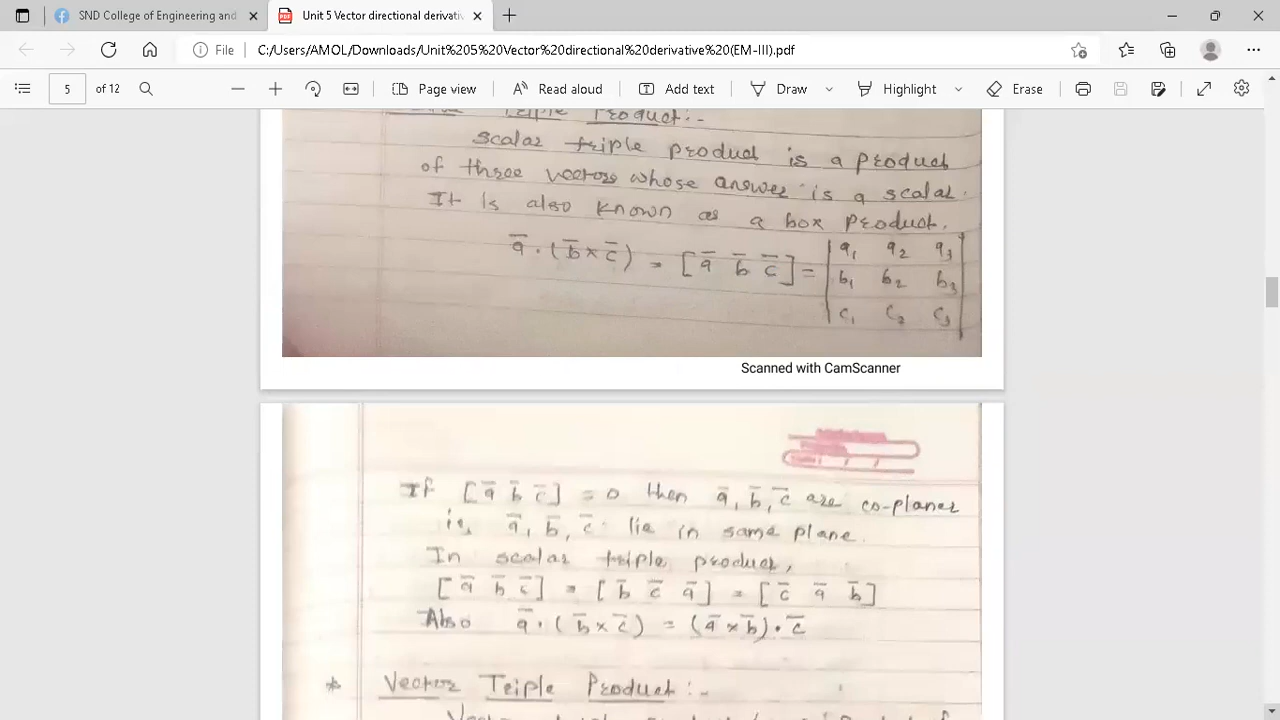 SND College of Engineering and
Unit 5 Vector directional derivativ
File
C:/Users/AMOL/Downloads/Unit%205%20Vector%20directional%20derivative%20(EM-III).pdf
5 of 12
Page view
Read aloud
Add text
Draw
Highlight
Erase
Triple Product:-
scalar triple product is a product
of three vectors whose answer is a scalar.
It is also known as a box product.
a̅ · (b̅ × c̅) = [a̅ b̅ c̅] = | a₁ a₂ a₃ |
| b₁ b₂ b₃ |
| c₁ c₂ c₃ |
Scanned with CamScanner
If [a̅ b̅ c̅] = 0 then a̅, b̅, c̅ are co-planer
ie, a̅, b̅, c̅ lie in same plane.
In scalar triple product,
[a̅ b̅ c̅] = [b̅ c̅ a̅] = [c̅ a̅ b̅]
Also a̅ · (b̅ × c̅) = (a̅ × b̅) · c̅
* Vector Triple Product:-